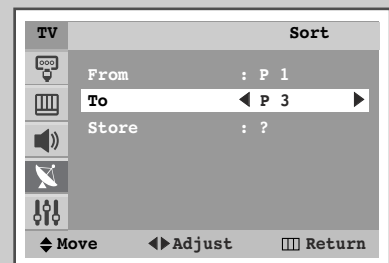 TV Sort
From : P 1
To ◀ P 3 ▶
Store : ?
Move Adjust Return